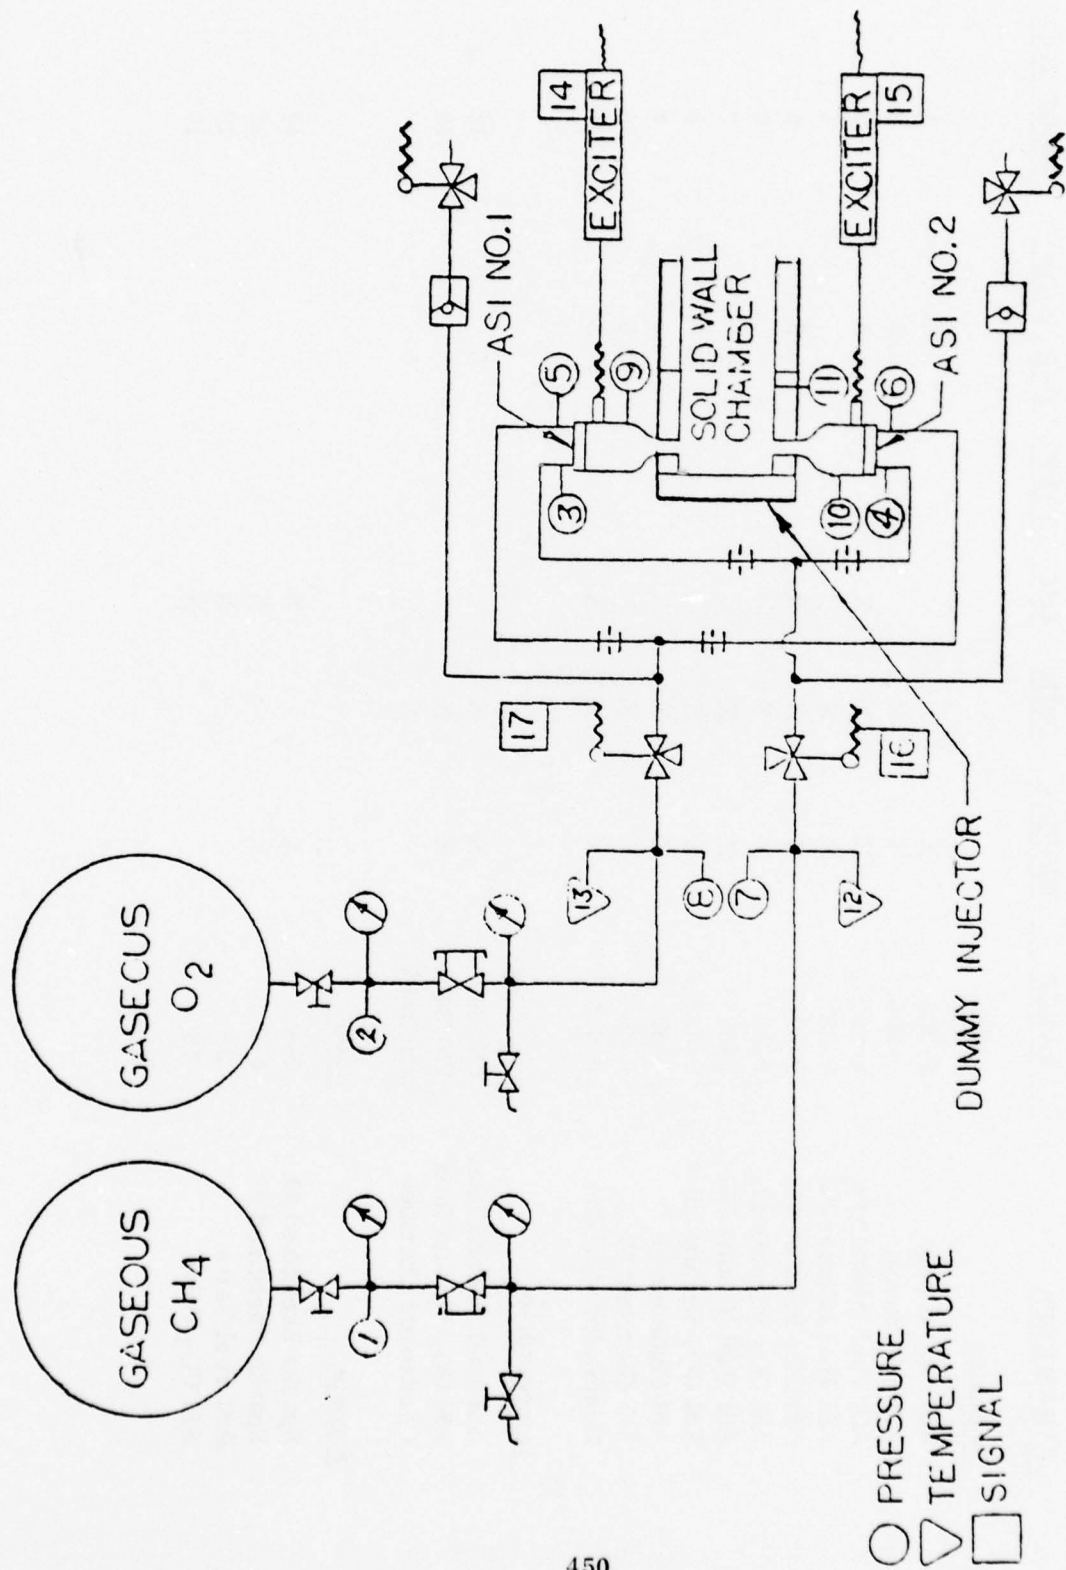 GASEOUS
CH4
GASECUS
O2
1
2
13
8
7
12
17
16
ASI NO.1
3
5
9
14
EXCITER
SOLID WALL
CHAMBER
11
10
4
6
EXCITER
15
ASI NO.2
DUMMY INJECTOR
PRESSURE
TEMPERATURE
SIGNAL
450